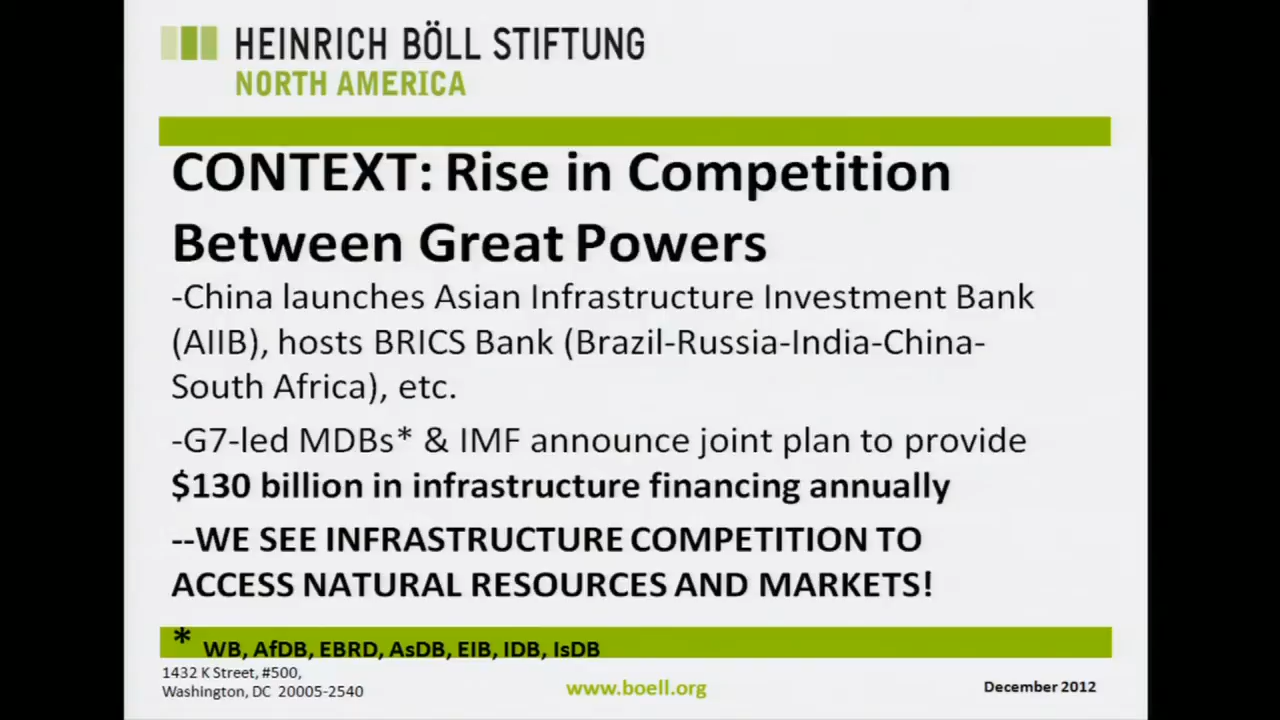 HEINRICH BÖLL STIFTUNG
NORTH AMERICA
CONTEXT: Rise in Competition
Between Great Powers
-China launches Asian Infrastructure Investment Bank
(AIIB), hosts BRICS Bank (Brazil-Russia-India-China-
South Africa), etc.
-G7-led MDBs* & IMF announce joint plan to provide
$130 billion in infrastructure financing annually
--WE SEE INFRASTRUCTURE COMPETITION TO
ACCESS NATURAL RESOURCES AND MARKETS!
* WB, AfDB, EBRD, AsDB, EIB, IDB, IsDB
1432 K Street, #500,
Washington, DC 20005-2540
www.boell.org
December 2012